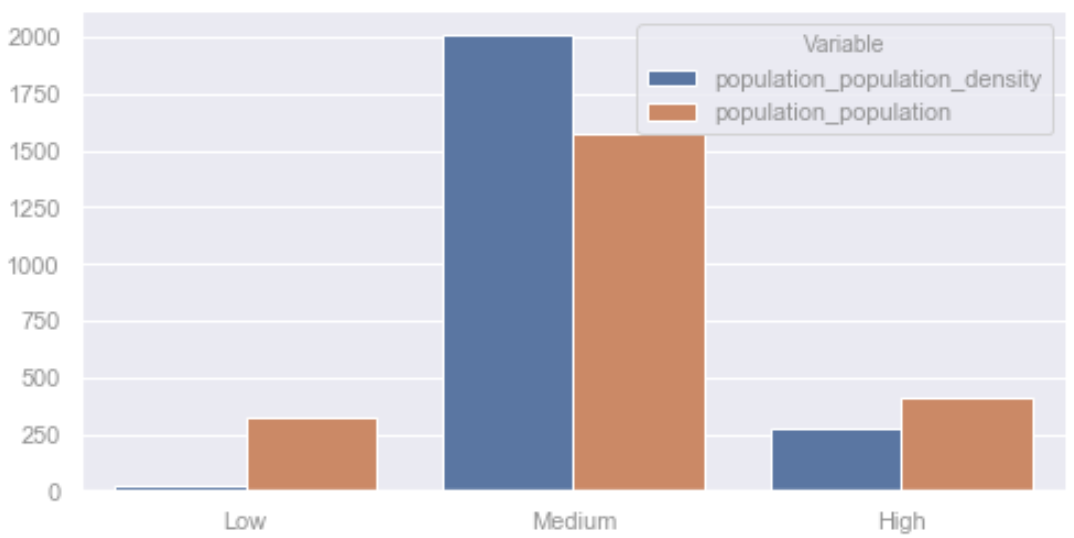 2000
1750
1500
1250
1000
750
500
250
0
Variable
population_population_density
population_population
Low Medium High